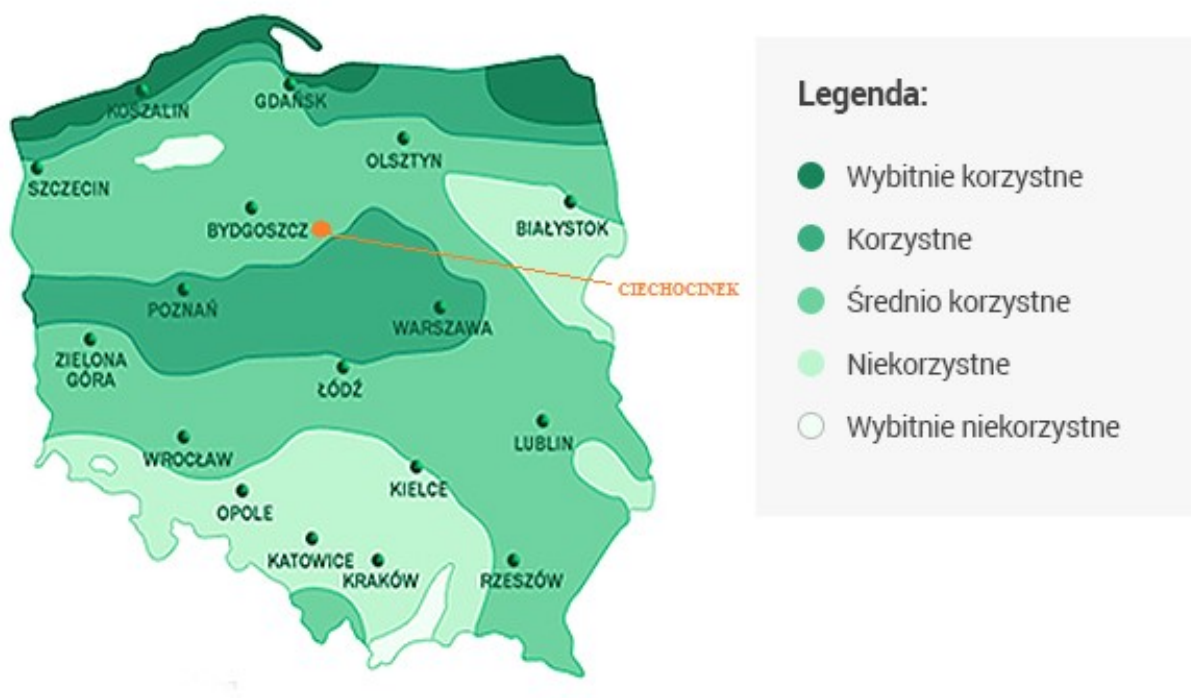 KOSZALIN
GDAŃSK
OLSZTYN
SZCZECIN
BYDGOSZCZ
BIAŁYSTOK
CIECHOCINEK
POZNAŃ
WARSZAWA
ZIELONA
GÓRA
ŁÓDŹ
WROCŁAW
LUBLIN
KIELCE
OPOLE
KATOWICE
KRAKÓW
RZESZÓW
Legenda:
Wybitnie korzystne
Korzystne
Średnio korzystne
Niekorzystne
Wybitnie niekorzystne